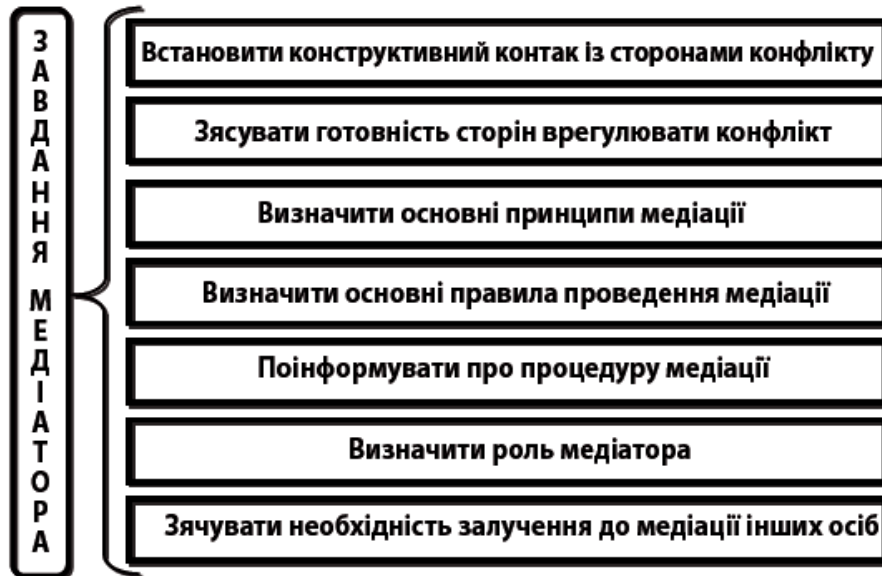 ЗАВДАННЯ МЕДІАТОРА
Встановити конструктивний контак із сторонами конфлікту
Зясувати готовність сторін врегулювати конфлікт
Визначити основні принципи медіації
Визначити основні правила проведення медіації
Поінформувати про процедуру медіації
Визначити роль медіатора
Зячувати необхідність залучення до медіації інших осіб